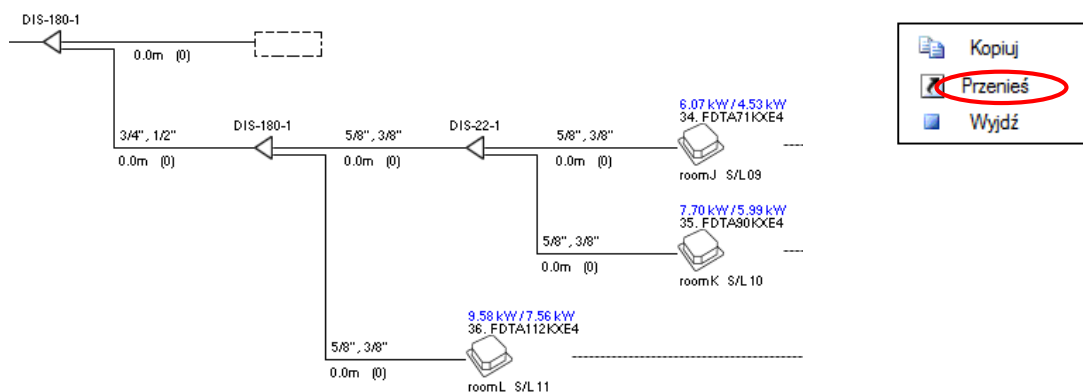 DIS-180-1
0.0m (0)
3/4", 1/2"
0.0m (0)
DIS-180-1
5/8", 3/8"
0.0m (0)
DIS-22-1
5/8", 3/8"
0.0m (0)
6.07 kW / 4.53 kW
34. FDTA71KXE4
roomJ S/L09
7.70 kW / 5.99 kW
35. FDTA90KXE4
5/8", 3/8"
0.0m (0)
roomK S/L10
9.58 kW / 7.56 kW
36. FDTA112KXE4
5/8", 3/8"
0.0m (0)
roomL S/L11
Kopiuj
Przenieś
Wyjdź